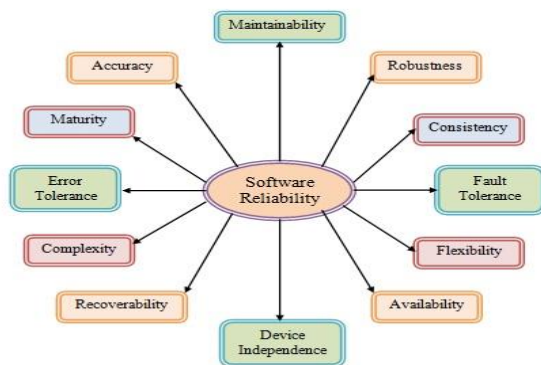 Maintainability
Accuracy
Robustness
Maturity
Consistency
Error
Tolerance
Software
Reliability
Fault
Tolerance
Complexity
Flexibility
Recoverability
Availability
Device
Independence